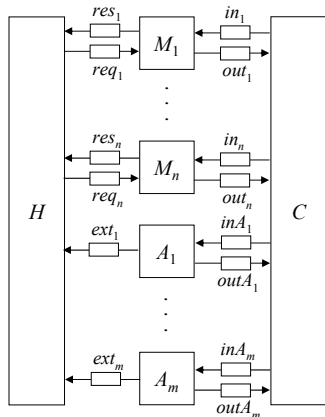 res₁ in₁
M₁
req₁ out₁
. . .
resₙ inₙ
Mₙ
reqₙ outₙ
H C
ext₁ inA₁
A₁
outA₁
. . .
extₘ inAₘ
Aₘ
outAₘ